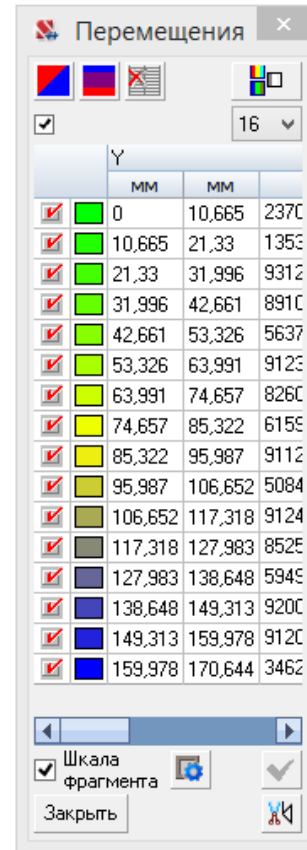 Перемещения
16
Y
мм мм
0 10,665 2370
10,665 21,33 1353
21,33 31,996 9312
31,996 42,661 8910
42,661 53,326 5637
53,326 63,991 9123
63,991 74,657 8260
74,657 85,322 6159
85,322 95,987 9112
95,987 106,652 5084
106,652 117,318 9124
117,318 127,983 8525
127,983 138,648 5949
138,648 149,313 9200
149,313 159,978 9120
159,978 170,644 3462
Шкала
фрагмента
Закрыть